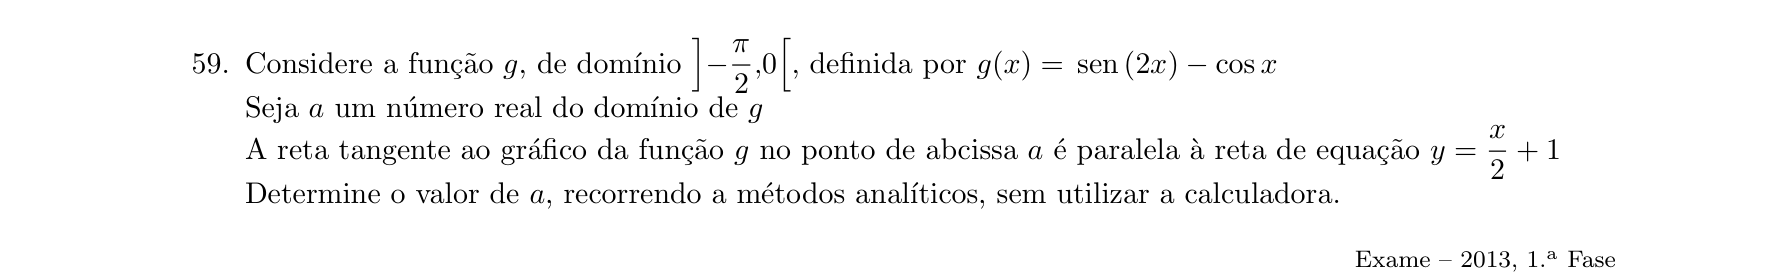 59. Considere a função g, de domínio ]−π/2,0[, definida por g(x) = sen (2x) − cos x
Seja a um número real do domínio de g
A reta tangente ao gráfico da função g no ponto de abcissa a é paralela à reta de equação y = x/2 + 1
Determine o valor de a, recorrendo a métodos analíticos, sem utilizar a calculadora.
Exame – 2013, 1.ª Fase